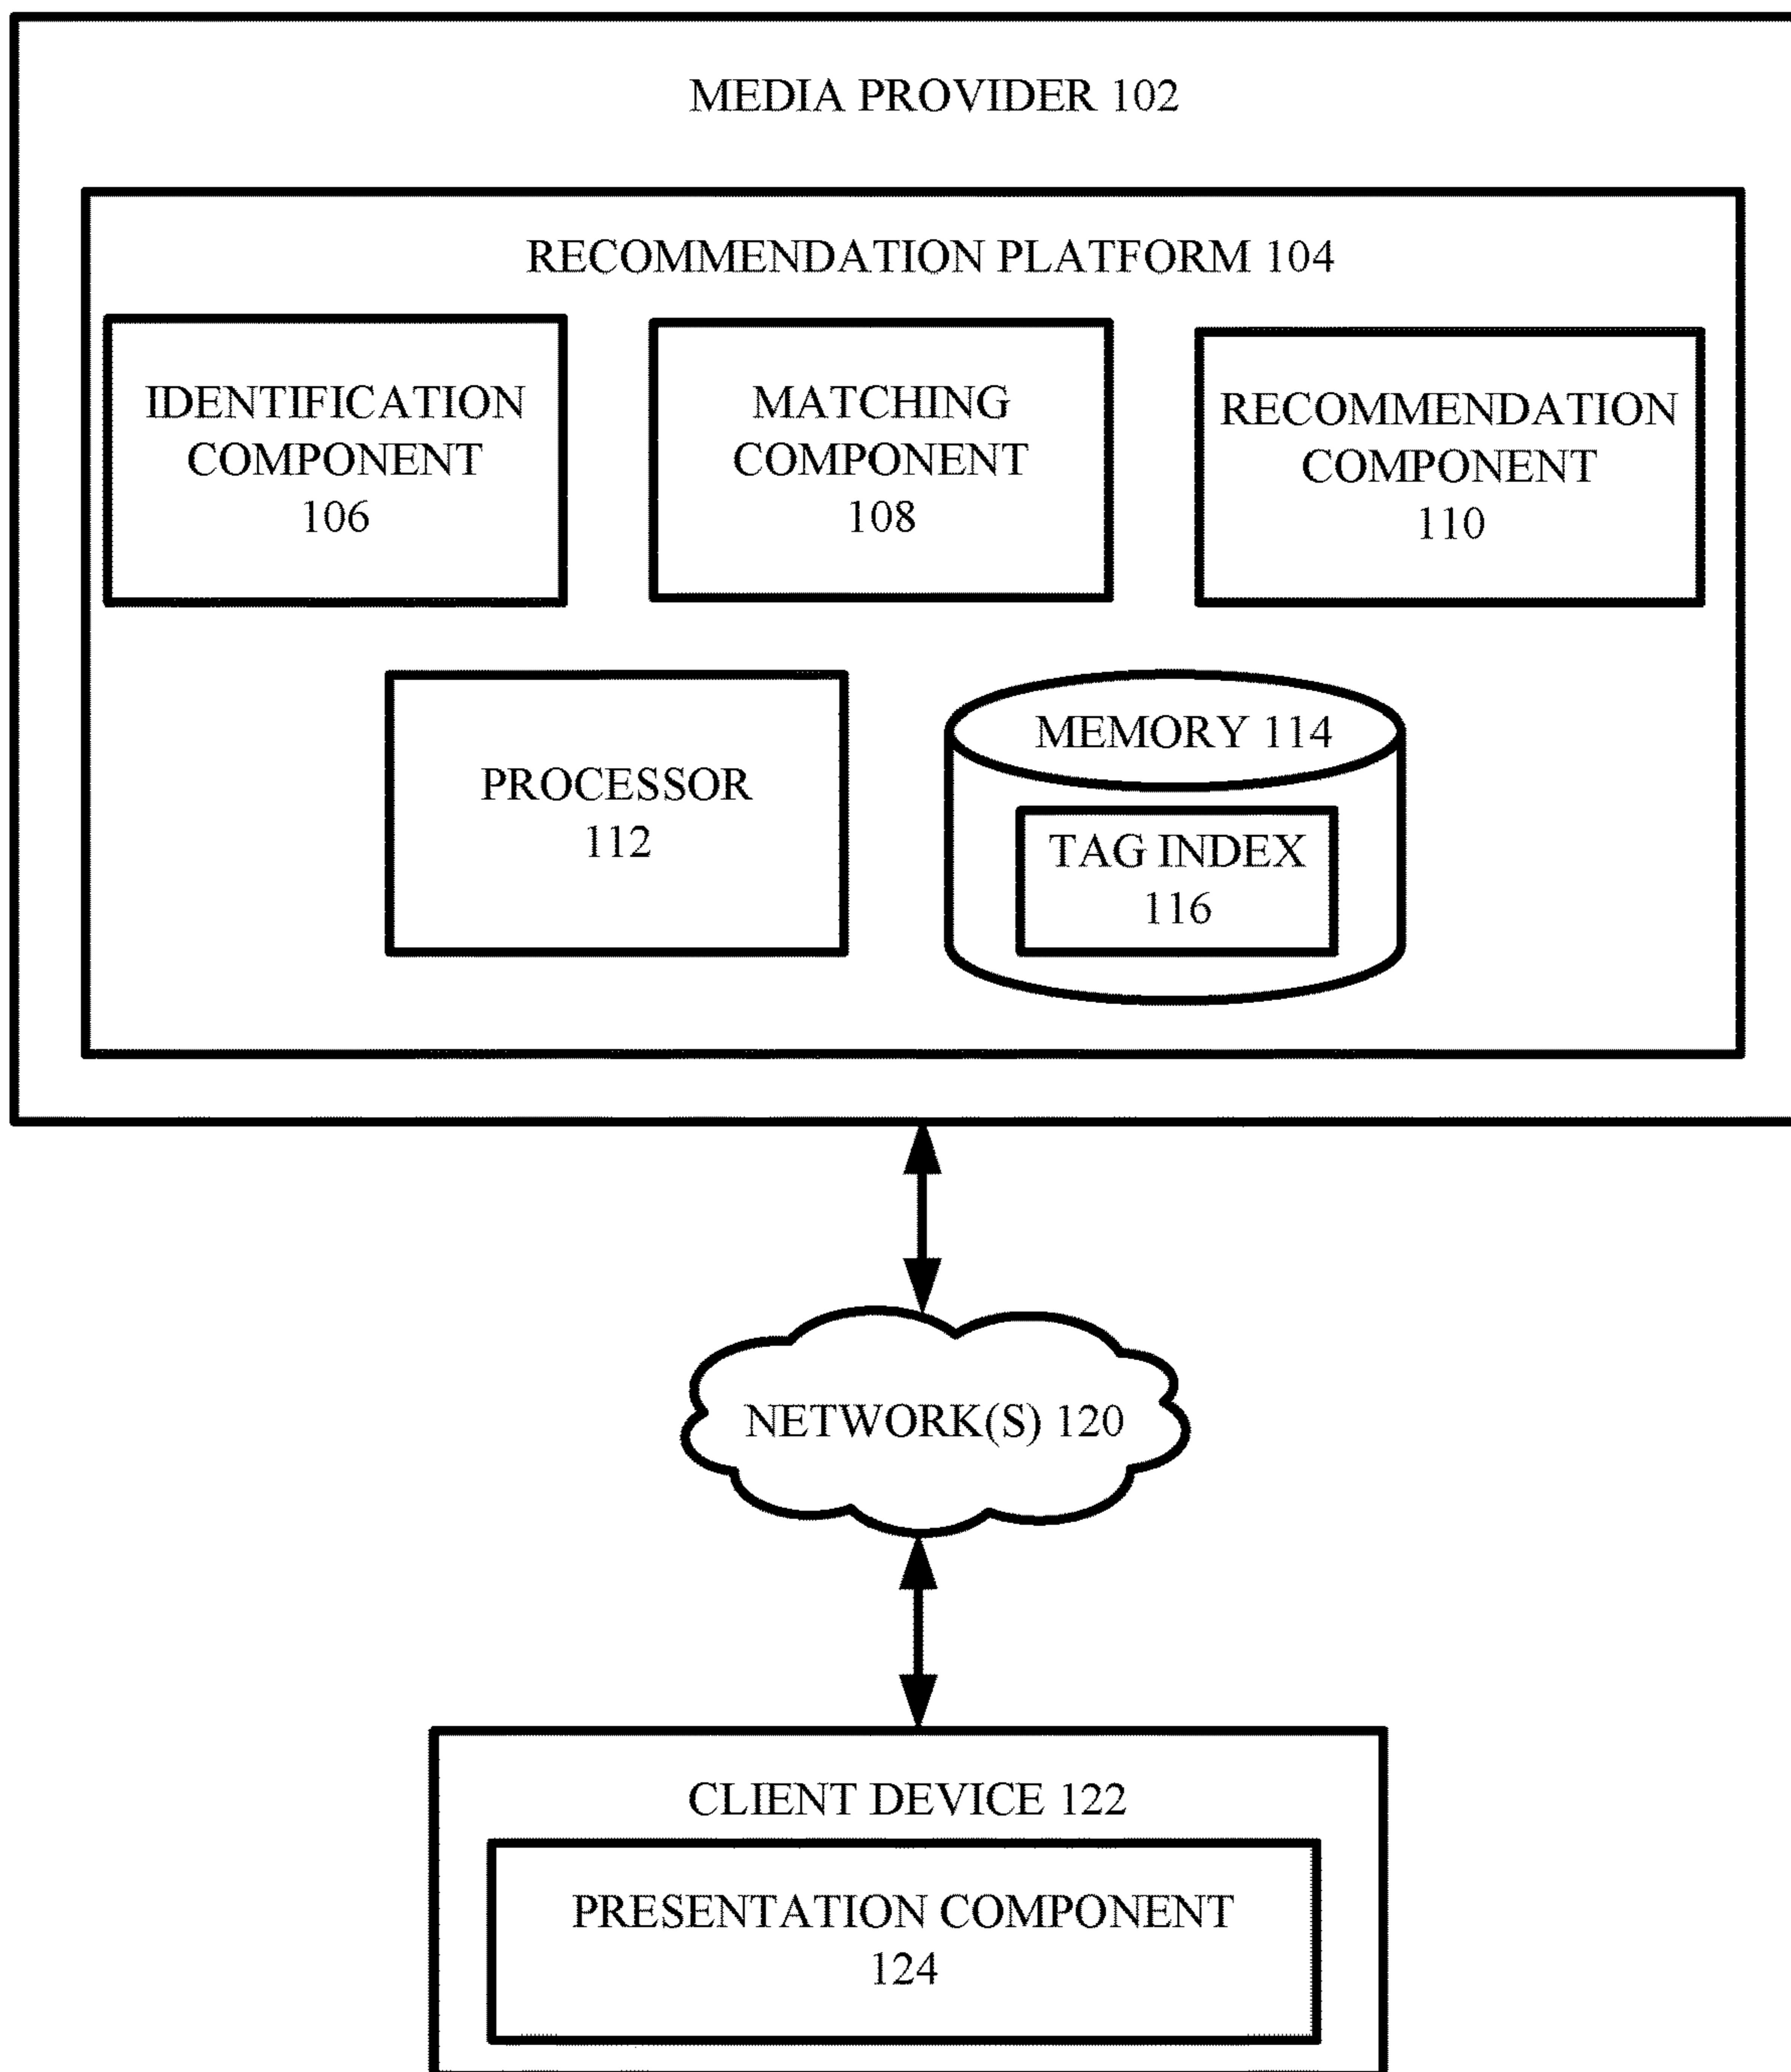 MEDIA PROVIDER 102
RECOMMENDATION PLATFORM 104
IDENTIFICATION
COMPONENT
106
MATCHING
COMPONENT
108
RECOMMENDATION
COMPONENT
110
PROCESSOR
112
MEMORY 114
TAG INDEX
116
NETWORK(S) 120
CLIENT DEVICE 122
PRESENTATION COMPONENT
124